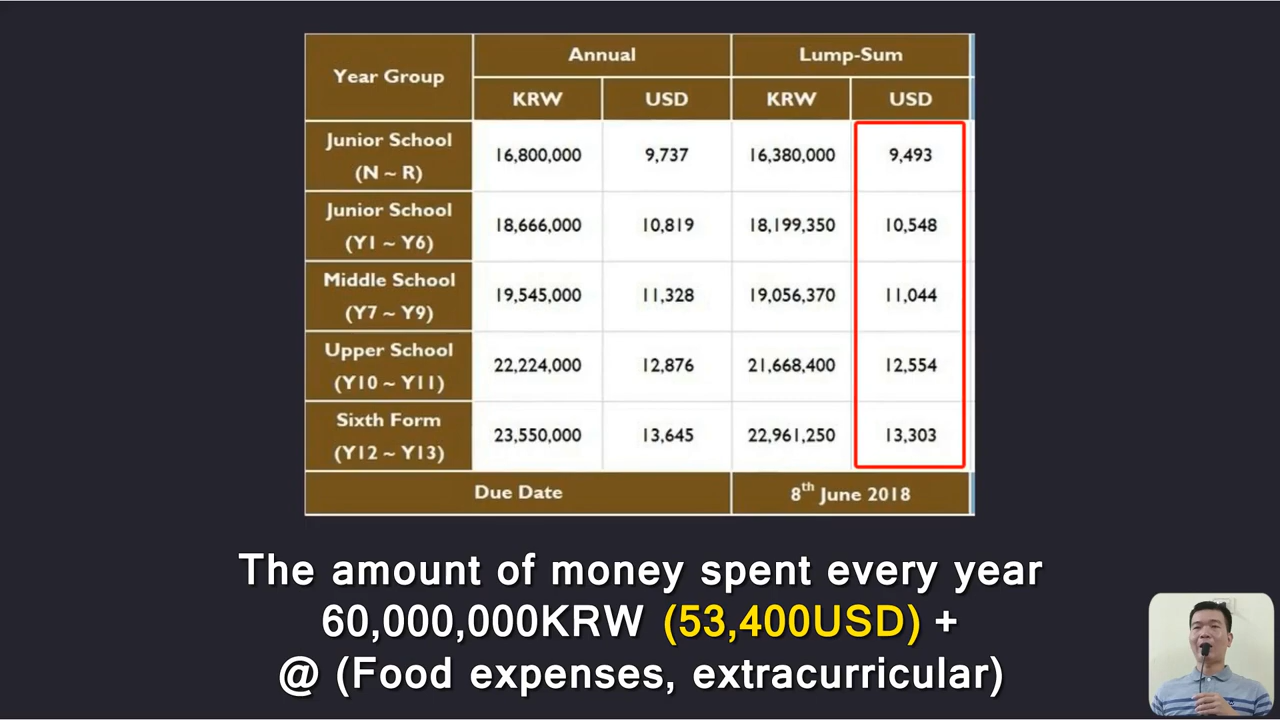 Year Group Annual Lump-Sum
KRW USD KRW USD
Junior School (N ~ R) 16,800,000 9,737 16,380,000 9,493
Junior School (Y1 ~ Y6) 18,666,000 10,819 18,199,350 10,548
Middle School (Y7 ~ Y9) 19,545,000 11,328 19,056,370 11,044
Upper School (Y10 ~ Y11) 22,224,000 12,876 21,668,400 12,554
Sixth Form (Y12 ~ Y13) 23,550,000 13,645 22,961,250 13,303
Due Date 8th June 2018
The amount of money spent every year
60,000,000KRW (53,400USD) +
@ (Food expenses, extracurricular)